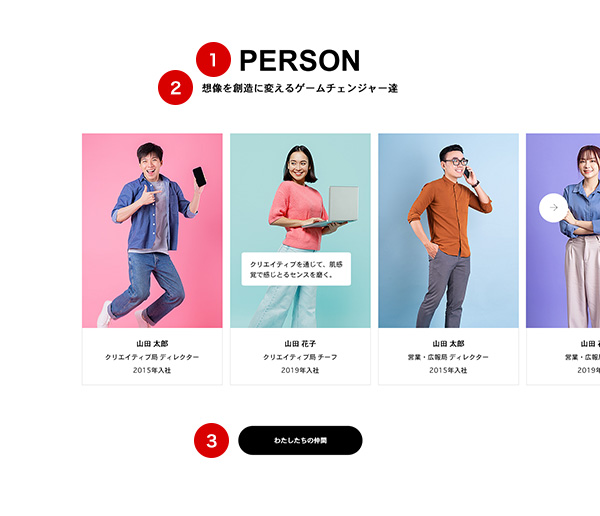 1 PERSON
2 想像を創造に変えるゲームチェンジャー達
クリエイティブを通じて、肌感
覚で感じとるセンスを磨く。
山田 太郎
クリエイティブ局 ディレクター
2015年入社
山田 花子
クリエイティブ局 チーフ
2019年入社
山田 太郎
営業・広報局 ディレクター
2015年入社
山田
営業・広報局
2019年
3 わたしたちの仲間